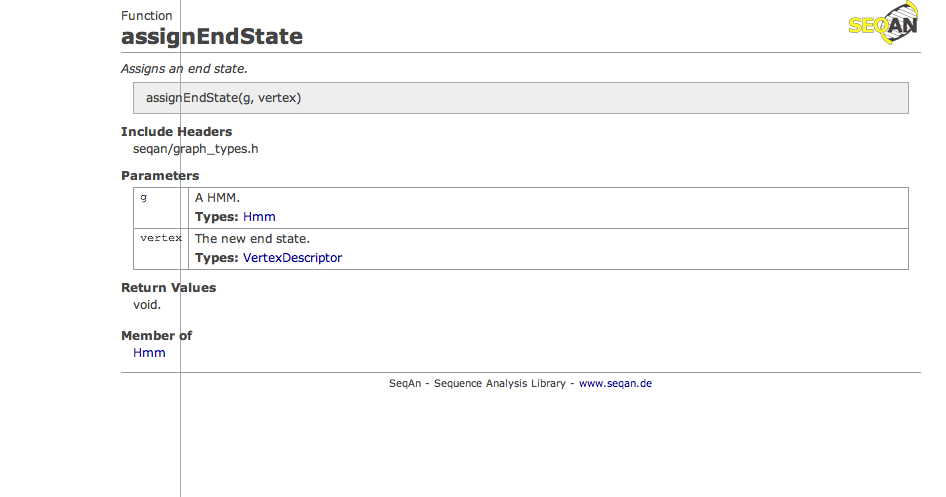 Function
SEQAN
assignEndState
Assigns an end state.
assignEndState(g, vertex)
Include Headers
seqan/graph_types.h
Parameters
g
A HMM.
Types: Hmm
vertex
The new end state.
Types: VertexDescriptor
Return Values
void.
Member of
Hmm
SeqAn - Sequence Analysis Library - www.seqan.de